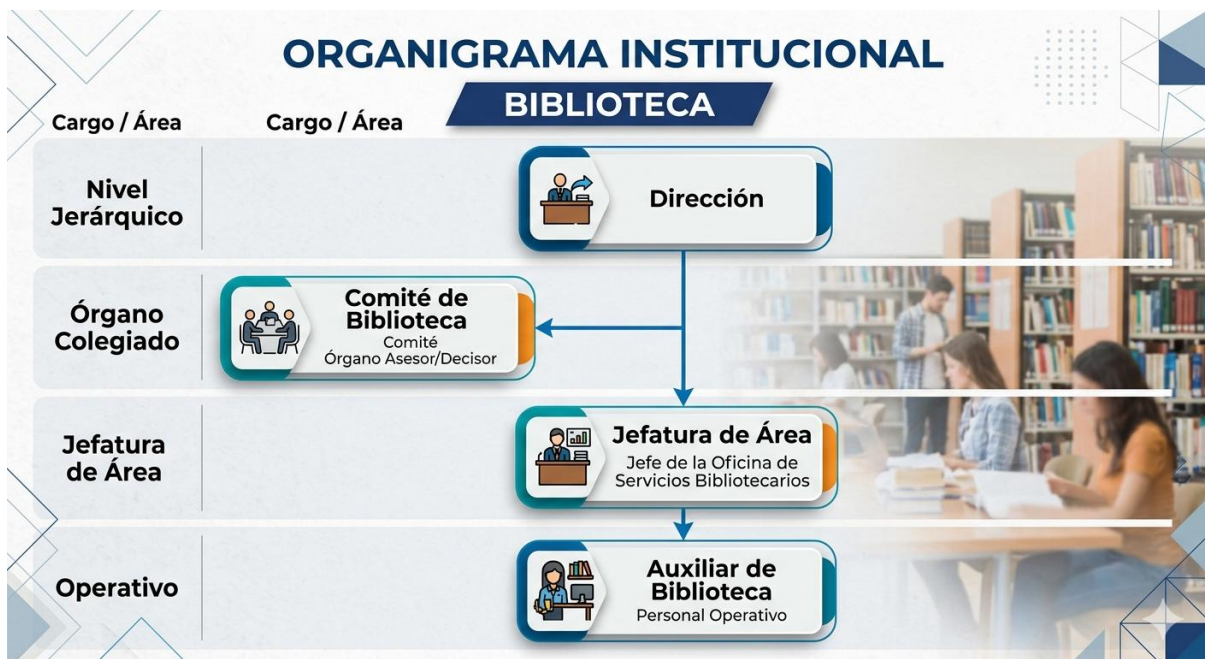 ORGANIGRAMA INSTITUCIONAL
BIBLIOTECA
Cargo / Área
Cargo / Área
Nivel
Jerárquico
Dirección
Órgano
Colegiado
Comité de
Biblioteca
Comité
Órgano Asesor/Decisor
Jefatura
de Área
Jefatura de Área
Jefe de la Oficina de
Servicios Bibliotecarios
Operativo
Auxiliar de
Biblioteca
Personal Operativo